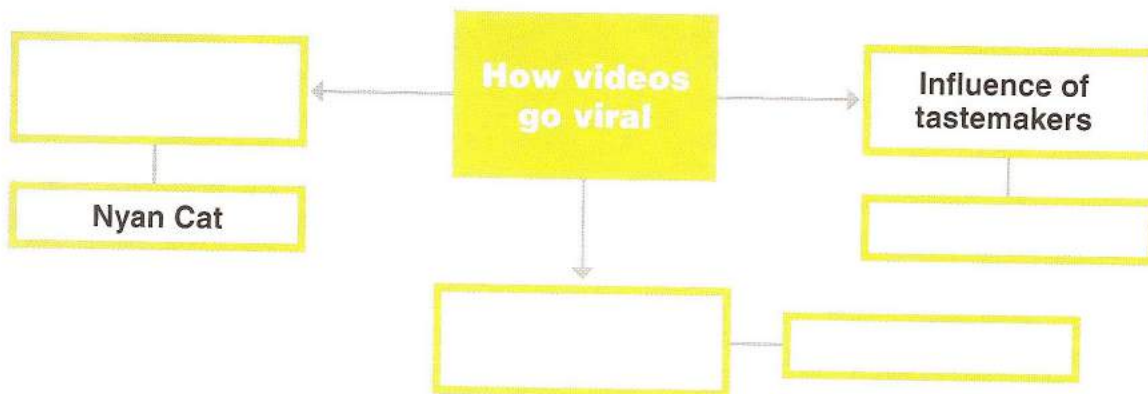 How videos
go viral
Influence of
tastemakers
Nyan Cat